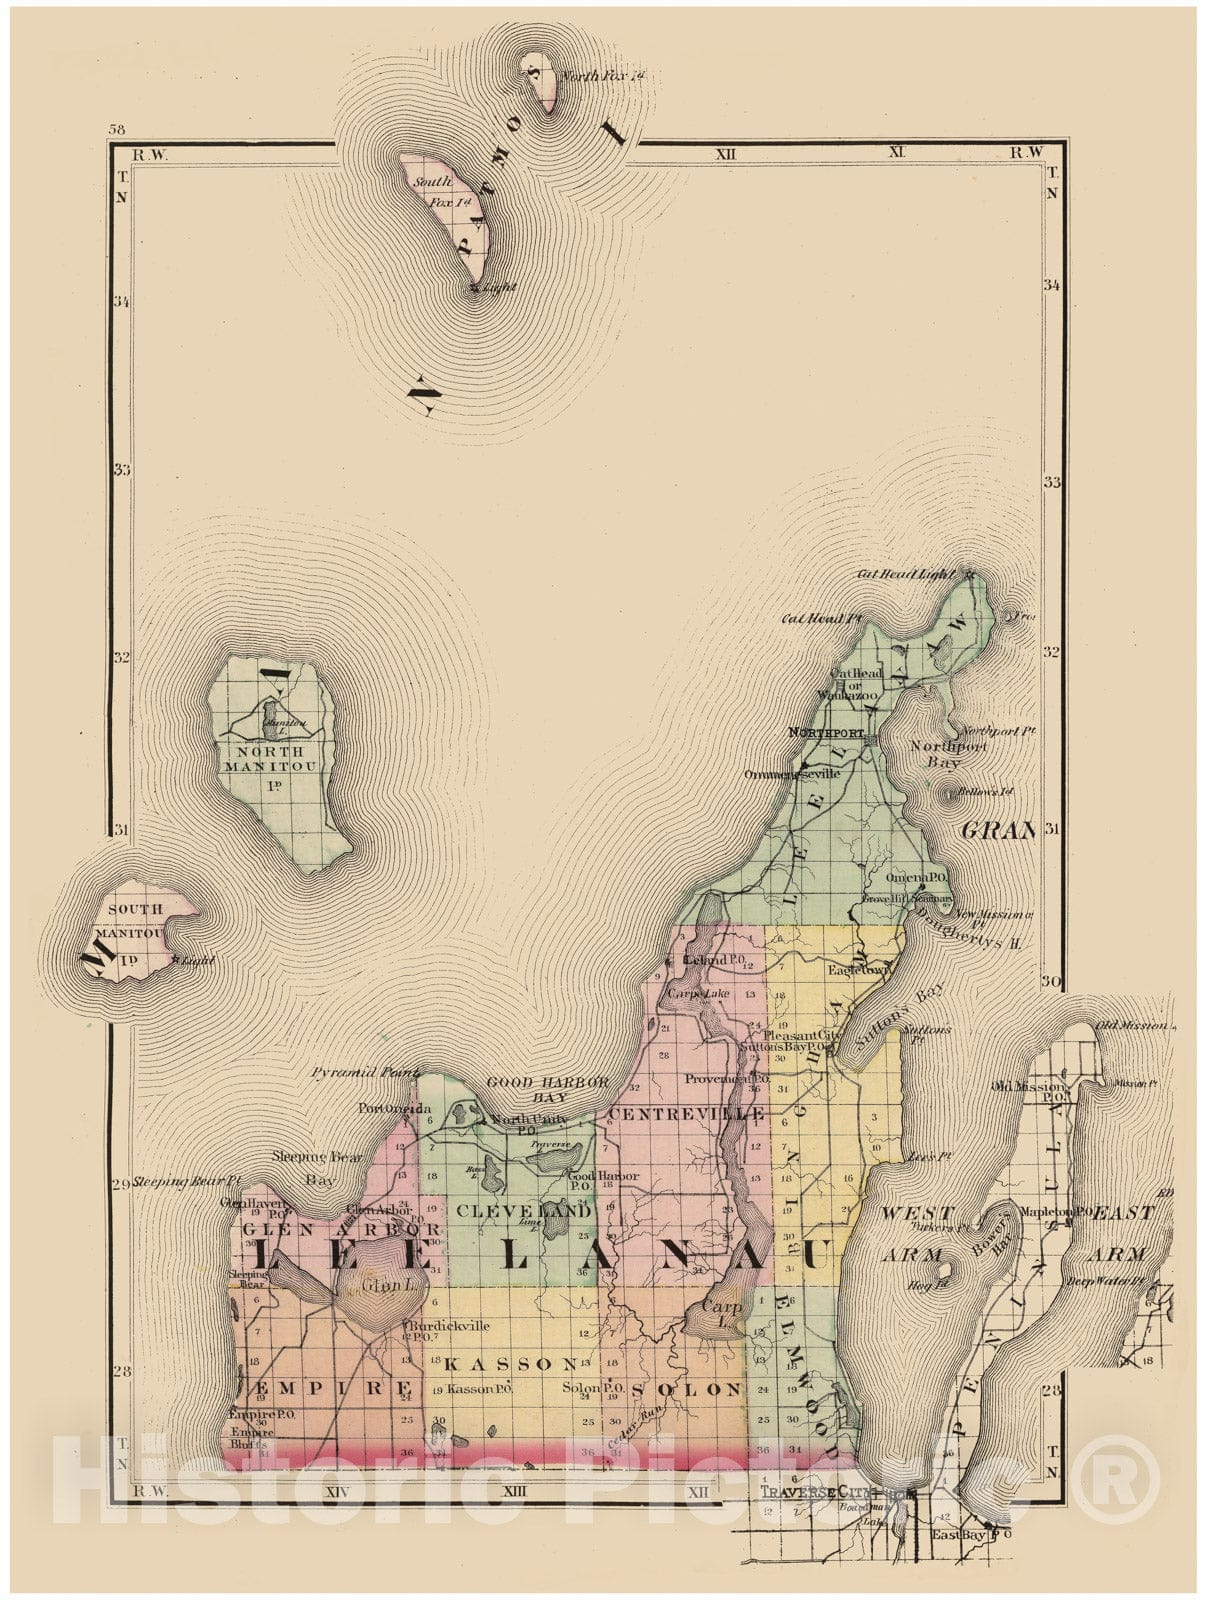 58
North Fox Id
PATMOS
South
Fox Id
Light
R.W.
XII
XI
R.W
T.
N
T.
N
34
34
33
33
32
32
31
31
30
29
28
28
MANI
Cat Head Light
Cat Head Pt
LEELANAW
Cat Head
or
Waukazoo
NORTHPORT
Northport Pt
Northport
Bay
Bellows Id
Omenesville
GRAN
Omena P.O.
Grove Hill Seminary
New Mission
Pt
Doughertys H.
NORTH
MANITOU
ID
Manitou
L.
SOUTH
MANITOU
ID
Light
Leland P.O.
Carpe Lake
Eagletown
Suttons Bay
Suttons
Pt
Pleasant City
Suttons Bay P.O.
Provemont P.O.
CENTREVILLE
BINGHAM
Lee's Pt
Pyramid Point
Port Oneida
GOOD HARBOR
BAY
North Unity
P.O.
Traverse
Bass
L.
Good Harbor
P.O.
Lime
L.
CLEVELAND
Sleeping Bear
Bay
Sleeping Bear Pt
Glen Haven
P.O.
Glen Arbor
P.O.
GLEN ARBOR
LEELANAU
Sleeping
Bear
Glen L.
Burdickville
P.O.
Carp
L.
KASSON
Kasson P.O.
EMPIRE
Empire P.O.
Empire
Bluffs
Solon P.O.
SOLON
Cedar Run
ELMWOOD
Old Mission
Old Mission
P.O.
Mission Pt
PENINSULA
Mapleton P.O.
WEST
ARM
Tuckers Pt
Bowers
Har.
Hog Id
EAST
ARM
Deep Water Pt
T.
N
T.
N.
R.W.
XIV
XIII
XII
TRAVERSE CITY
Boardman
Lake
East Bay P O
Historic Pictoric ®